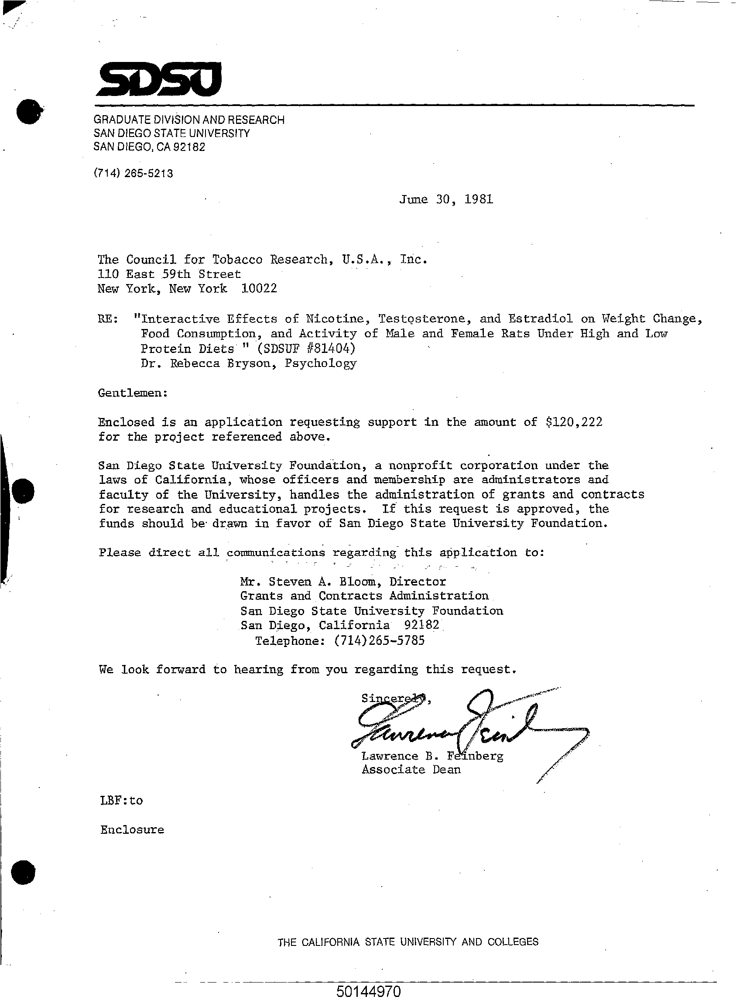 SDSU
GRADUATE DIVISION AND RESEARCH
SAN DIEGO STATE UNIVERSITY
SAN DIEGO, CA 92182
(714) 265-5213
June 30, 1981
The Council for Tobacco Research, U.S.A., Inc.
110 East 59th Street
New York, New York 10022
RE: "Interactive Effects of Nicotine, Testosterone, and Estradiol on Weight Change,
Food Consumption, and Activity of Male and Female Rats Under High and Low
Protein Diets " (SDSUF #81404)
Dr. Rebecca Bryson, Psychology
Gentlemen:
Enclosed is an application requesting support in the amount of $120,222
for the project referenced above.
San Diego State University Foundation, a nonprofit corporation under the
laws of California, whose officers and membership are administrators and
faculty of the University, handles the administration of grants and contracts
for research and educational projects. If this request is approved, the
funds should be drawn in favor of San Diego State University Foundation.
Please direct all communications regarding this application to:
Mr. Steven A. Bloom, Director
Grants and Contracts Administration
San Diego State University Foundation
San Diego, California 92182
Telephone: (714)265-5785
We look forward to hearing from you regarding this request.
Sincerely,
Lawrence B. Feinberg
Associate Dean
LBF:to
Enclosure
THE CALIFORNIA STATE UNIVERSITY AND COLLEGES
50144970